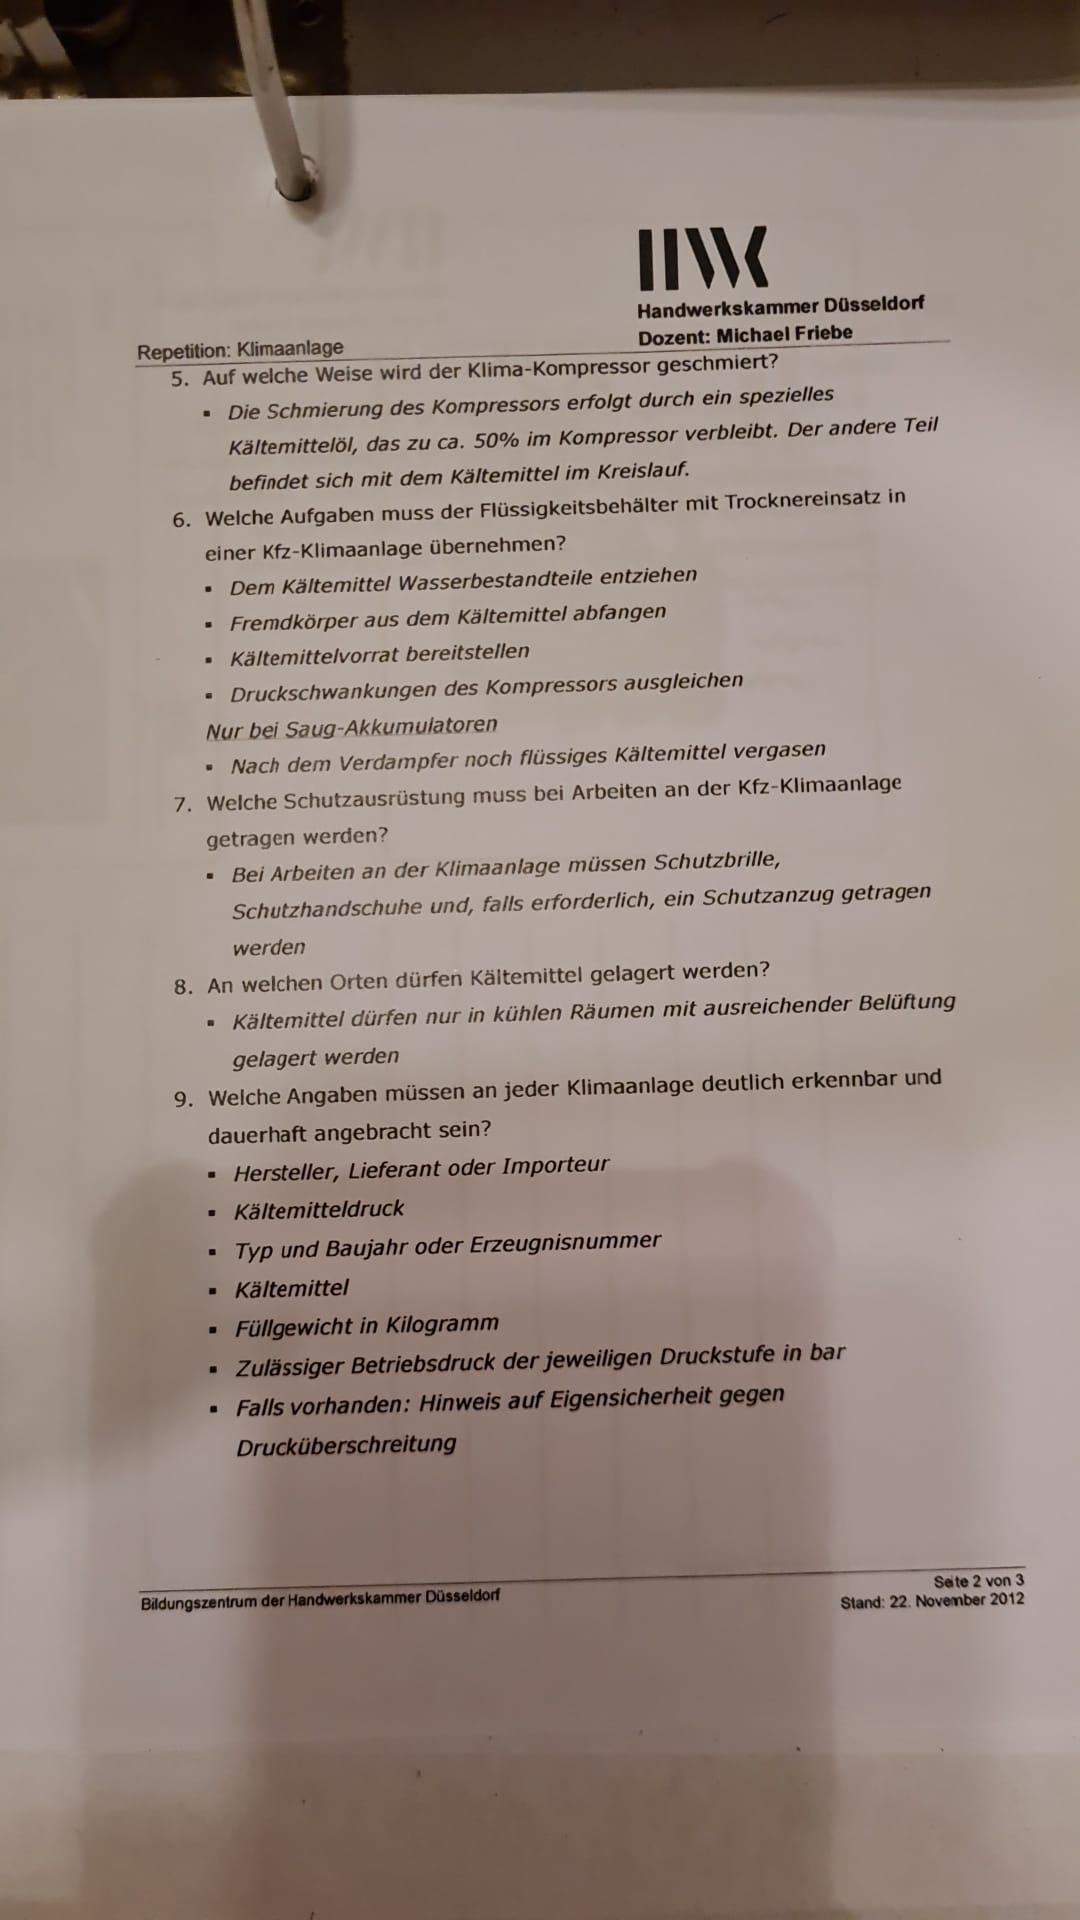 HWK
Handwerkskammer Düsseldorf
Dozent: Michael Friebe
Repetition: Klimaanlage
5. Auf welche Weise wird der Klima-Kompressor geschmiert?
▪ Die Schmierung des Kompressors erfolgt durch ein spezielles
Kältemittelöl, das zu ca. 50% im Kompressor verbleibt. Der andere Teil
befindet sich mit dem Kältemittel im Kreislauf.
6. Welche Aufgaben muss der Flüssigkeitsbehälter mit Trocknereinsatz in
einer Kfz-Klimaanlage übernehmen?
▪ Dem Kältemittel Wasserbestandteile entziehen
▪ Fremdkörper aus dem Kältemittel abfangen
▪ Kältemittelvorrat bereitstellen
▪ Druckschwankungen des Kompressors ausgleichen
Nur bei Saug-Akkumulatoren
▪ Nach dem Verdampfer noch flüssiges Kältemittel vergasen
7. Welche Schutzausrüstung muss bei Arbeiten an der Kfz-Klimaanlage
getragen werden?
▪ Bei Arbeiten an der Klimaanlage müssen Schutzbrille,
Schutzhandschuhe und, falls erforderlich, ein Schutzanzug getragen
werden
8. An welchen Orten dürfen Kältemittel gelagert werden?
▪ Kältemittel dürfen nur in kühlen Räumen mit ausreichender Belüftung
gelagert werden
9. Welche Angaben müssen an jeder Klimaanlage deutlich erkennbar und
dauerhaft angebracht sein?
▪ Hersteller, Lieferant oder Importeur
▪ Kältemitteldruck
▪ Typ und Baujahr oder Erzeugnisnummer
▪ Kältemittel
▪ Füllgewicht in Kilogramm
▪ Zulässiger Betriebsdruck der jeweiligen Druckstufe in bar
▪ Falls vorhanden: Hinweis auf Eigensicherheit gegen
Drucküberschreitung
Bildungszentrum der Handwerkskammer Düsseldorf
Seite 2 von 3
Stand: 22. November 2012